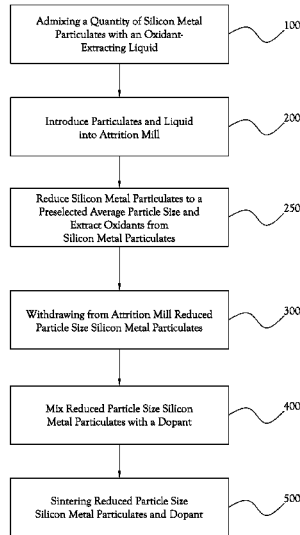 Admixing a Quantity of Silicon Metal
Particulates with an Oxidant-
Extracting Liquid
100
Introduce Particulates and Liquid
into Attrition Mill
200
Reduce Silicon Metal Particulates to a
Preselected Average Particle Size and
Extract Oxidants from
Silicon Metal Particulates
250
Withdrawing from Attrition Mill Reduced
Particle Size Silicon Metal Particulates
300
Mix Reduced Particle Size Silicon
Metal Particulates with a Dopant
400
Sintering Reduced Particle Size
Silicon Metal Particulates and Dopant
500